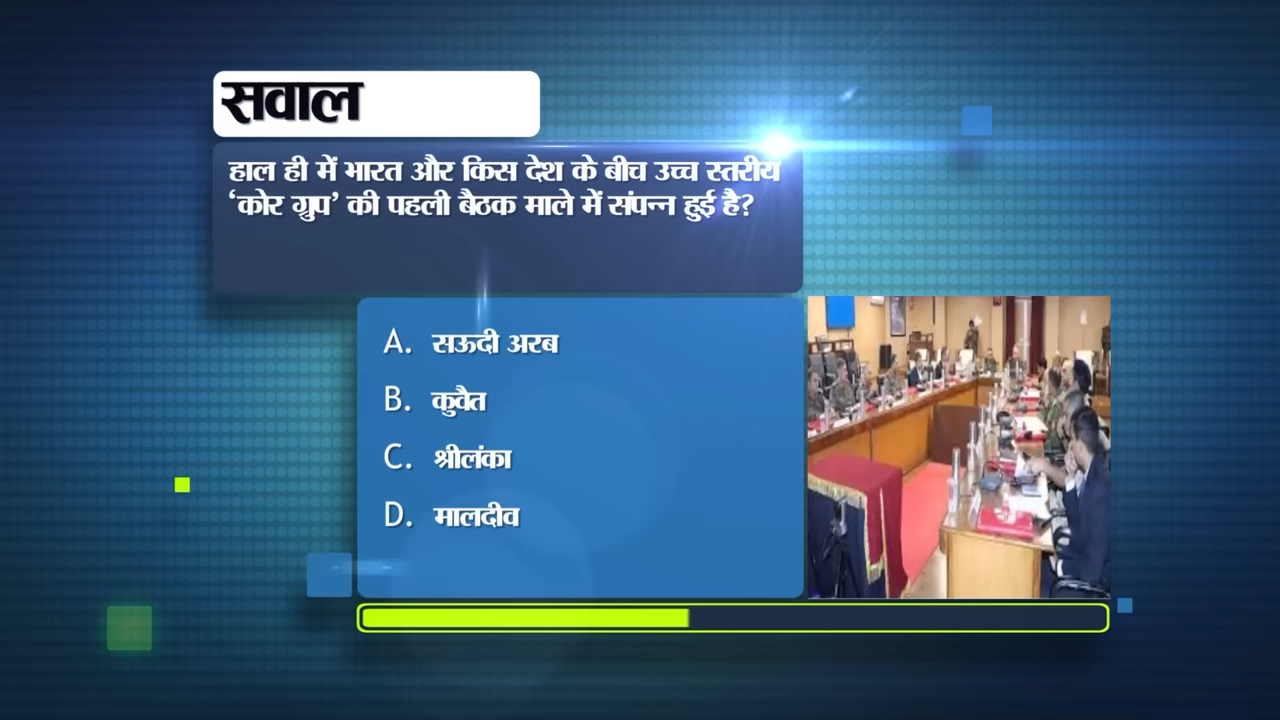 सवाल
हाल ही में भारत और किस देश के बीच उच्च स्तरीय
‘कोर ग्रुप’ की पहली बैठक माले में संपन्न हुई है?
A. सऊदी अरब
B. कुवैत
C. श्रीलंका
D. मालदीव